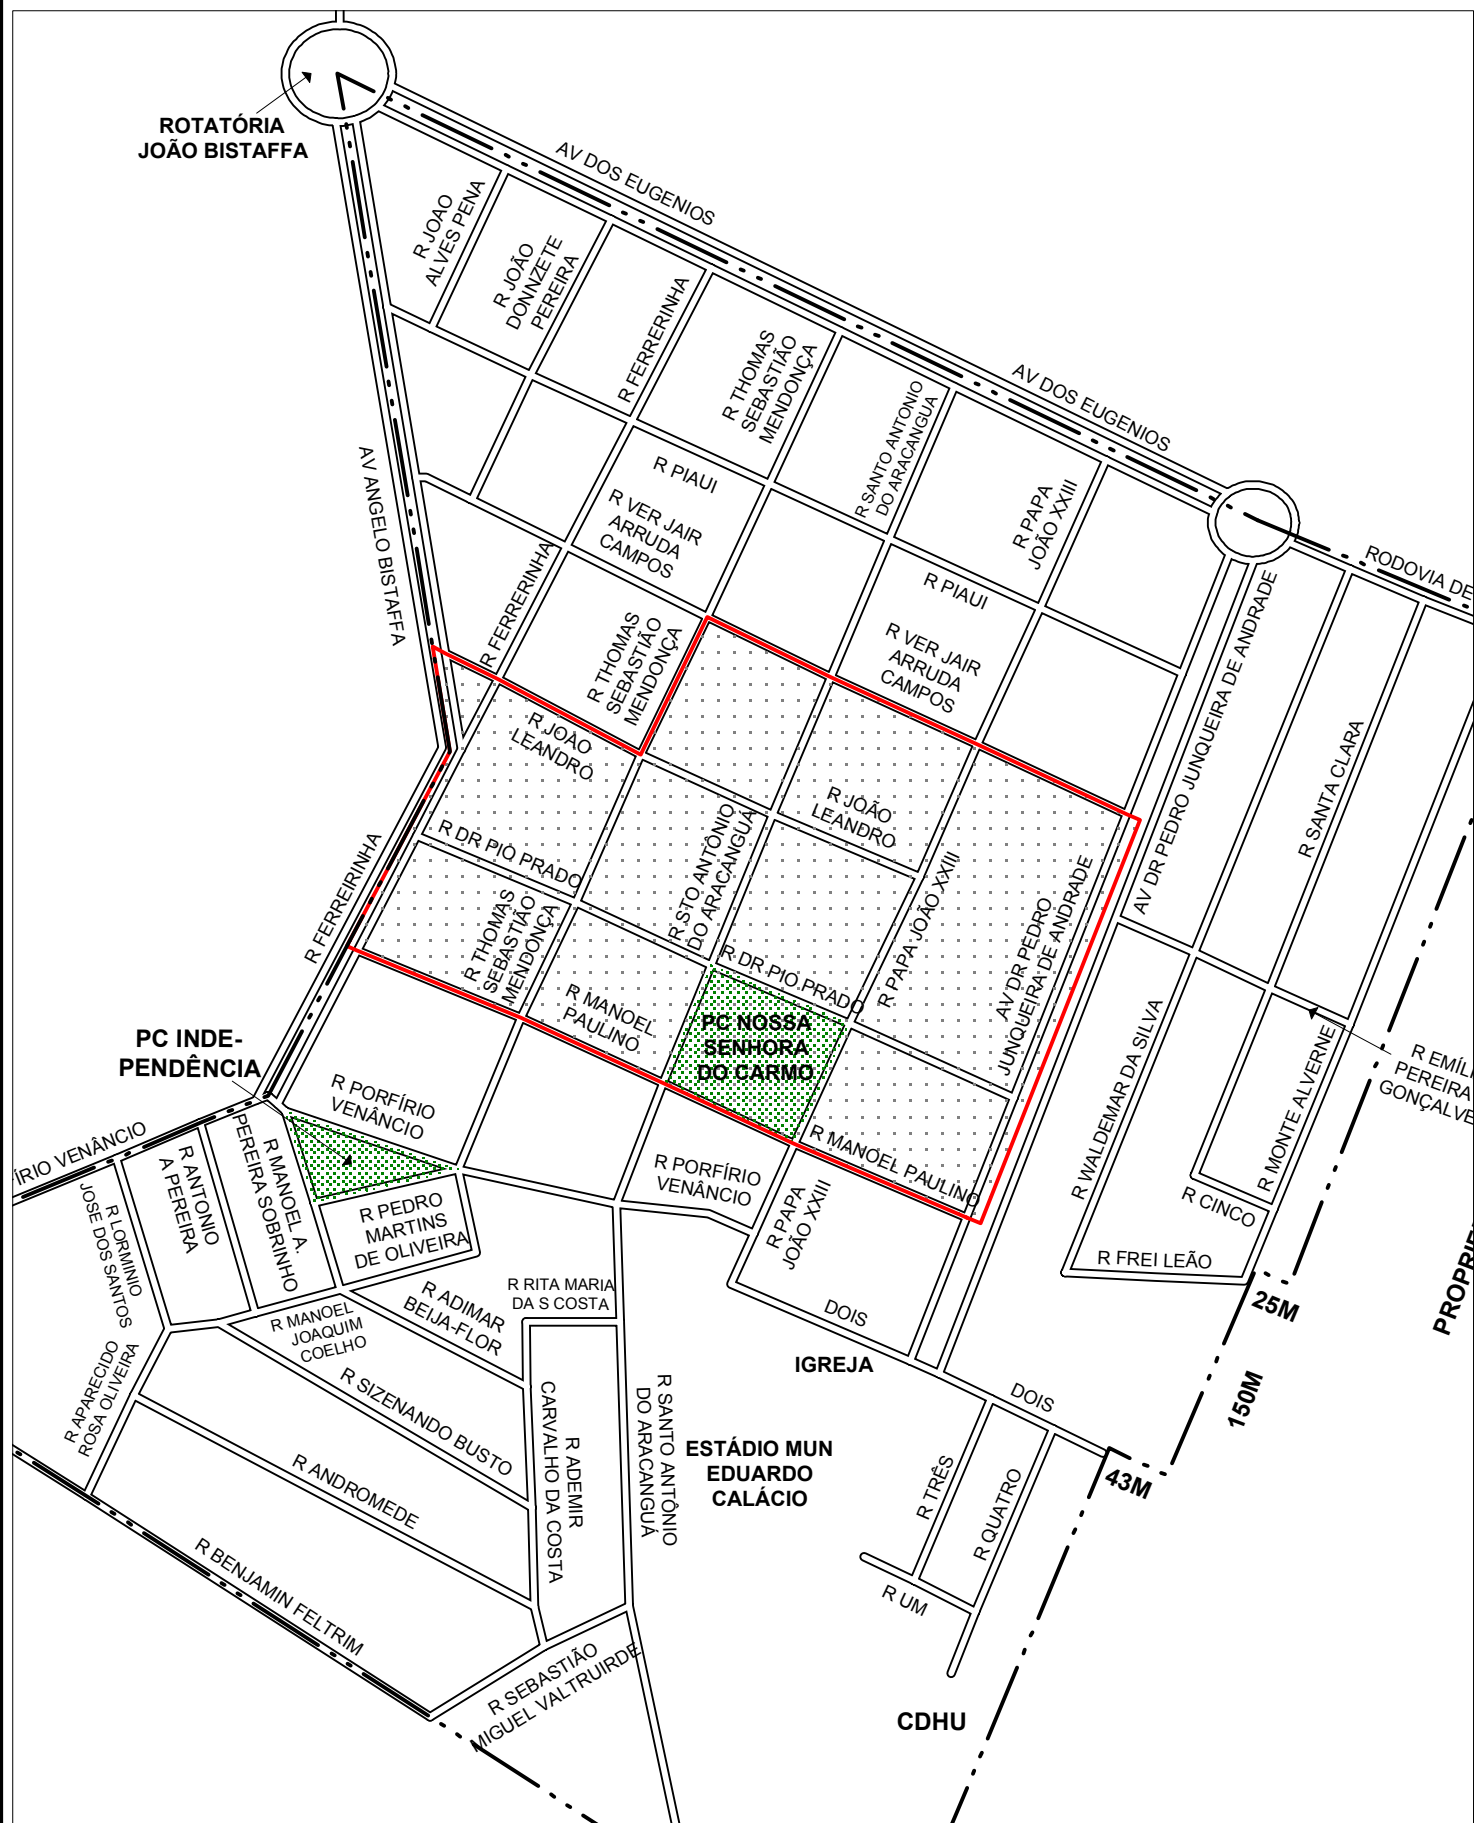 ROTATÓRIA
JOÃO BISTAFFA
AV DOS EUGENIOS
R JOAO
ALVES PENA
R JOÃO
DONNZETE
PEREIRA
R FERRERINHA
R THOMAS
SEBASTIÃO
MENDONÇA
R SANTO ANTONIO
DO ARACANGUA
AV DOS EUGENIOS
R PAPA
JOÃO XXIII
RODOVIA DE
AV ANGELO BISTAFFA
R PIAUI
R VER JAIR
ARRUDA
CAMPOS
R FERRERINHA
R THOMAS
SEBASTIÃO
MENDONÇA
R PIAUI
R VER JAIR
ARRUDA
CAMPOS
AV DR PEDRO JUNQUEIRA DE ANDRADE
R SANTA CLARA
R JOÃO
LEANDRO
R JOÃO
LEANDRO
R DR PIO PRADO
R STO ANTÔNIO
DO ARACANGUA
R FERREIRINHA
R THOMAS
SEBASTIÃO
MENDONÇA
R PAPA JOÃO XXIII
AV DR PEDRO
JUNQUEIRA DE ANDRADE
R DR PIO PRADO
R MANOEL
PAULINO
PC NOSSA
SENHORA
DO CARMO
R WALDEMAR DA SILVA
R MONTE ALVERNE
R EMÍLI
PEREIRA
GONÇALVE
PC INDE-
PENDÊNCIA
R PORFÍRIO
VENÂNCIO
ÍRIO VENÂNCIO
R MANOEL A.
PEREIRA SOBRINHO
R ANTONIO
A PEREIRA
R LORMINIO
JOSE DOS SANTOS
R PEDRO
MARTINS
DE OLIVEIRA
R PORFÍRIO
VENÂNCIO
R MANOEL PAULINO
R PAPA
JOÃO XXIII
R CINCO
R FREI LEÃO
25M
PROPRIE
R RITA MARIA
DA S COSTA
R ADIMAR
BEIJA-FLOR
R MANOEL
JOAQUIM
COELHO
R APARECIDO
ROSA OLIVEIRA
DOIS
IGREJA
DOIS
150M
R SIZENANDO BUSTO
R ADEMIR
CARVALHO DA COSTA
R SANTO ANTÔNIO
DO ARACANGUÁ
ESTÁDIO MUN
EDUARDO
CALÁCIO
43M
R ANDROMEDE
R TRÊS
R QUATRO
R BENJAMIN FELTRIM
R UM
R SEBASTIÃO
MIGUEL VALTRUIRDE
CDHU